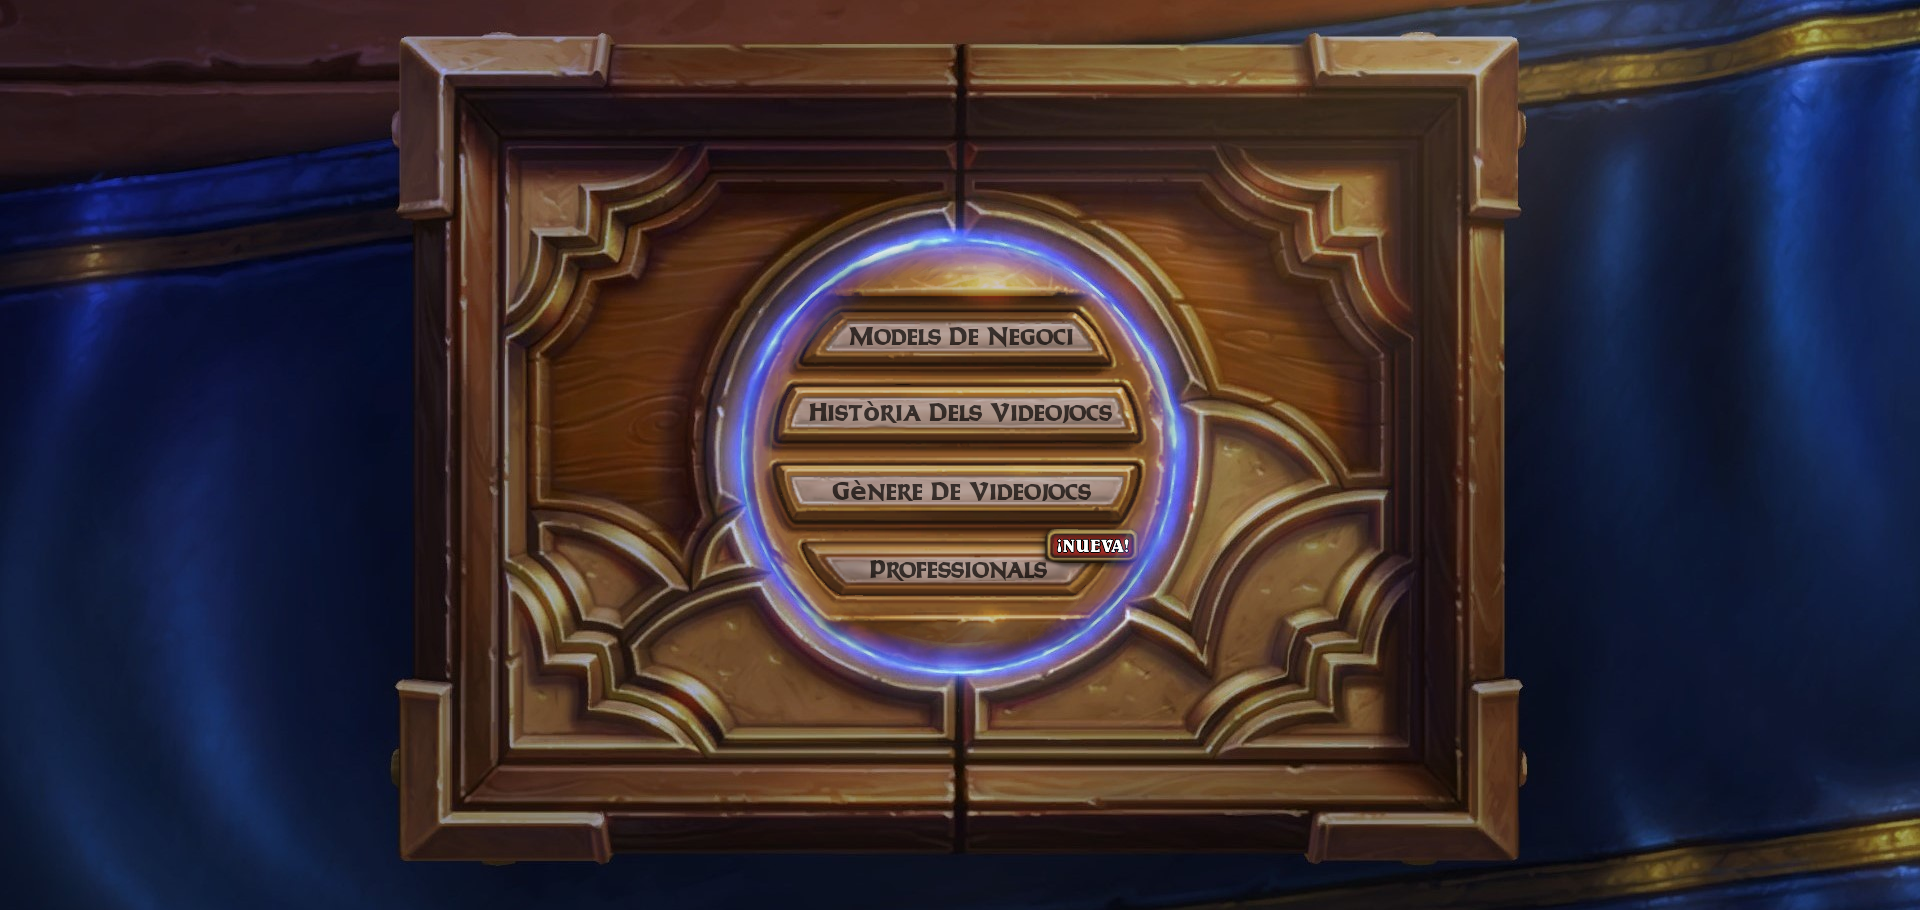 Models De Negoci
Història Dels Videojocs
Gènere De Videojocs
¡NUEVA!
Professionals